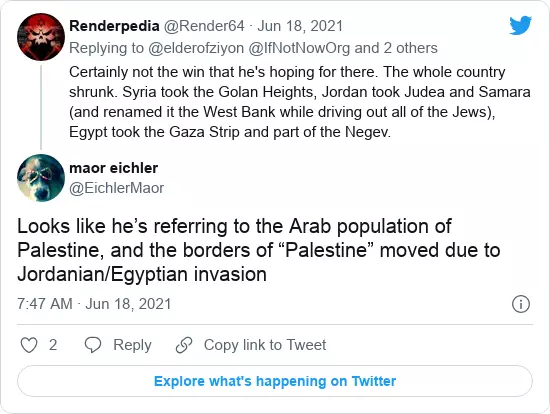 Renderpedia @Render64 · Jun 18, 2021
Replying to @elderofziyon @IfNotNowOrg and 2 others
Certainly not the win that he's hoping for there. The whole country
shrunk. Syria took the Golan Heights, Jordan took Judea and Samara
(and renamed it the West Bank while driving out all of the Jews),
Egypt took the Gaza Strip and part of the Negev.
maor eichler
@EichlerMaor
Looks like he’s referring to the Arab population of
Palestine, and the borders of “Palestine” moved due to
Jordanian/Egyptian invasion
7:47 AM · Jun 18, 2021
2 Reply Copy link to Tweet
Explore what's happening on Twitter